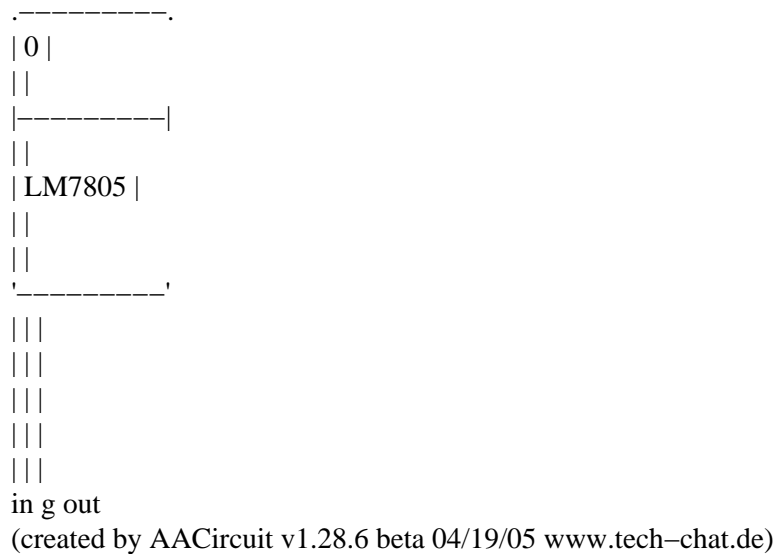 .−−−−−−−−−.
| 0 |
| |
|−−−−−−−−−|
| |
| LM7805 |
| |
| |
'−−−−−−−−−'
| | |
| | |
| | |
| | |
| | |
in g out
(created by AACircuit v1.28.6 beta 04/19/05 www.tech−chat.de)